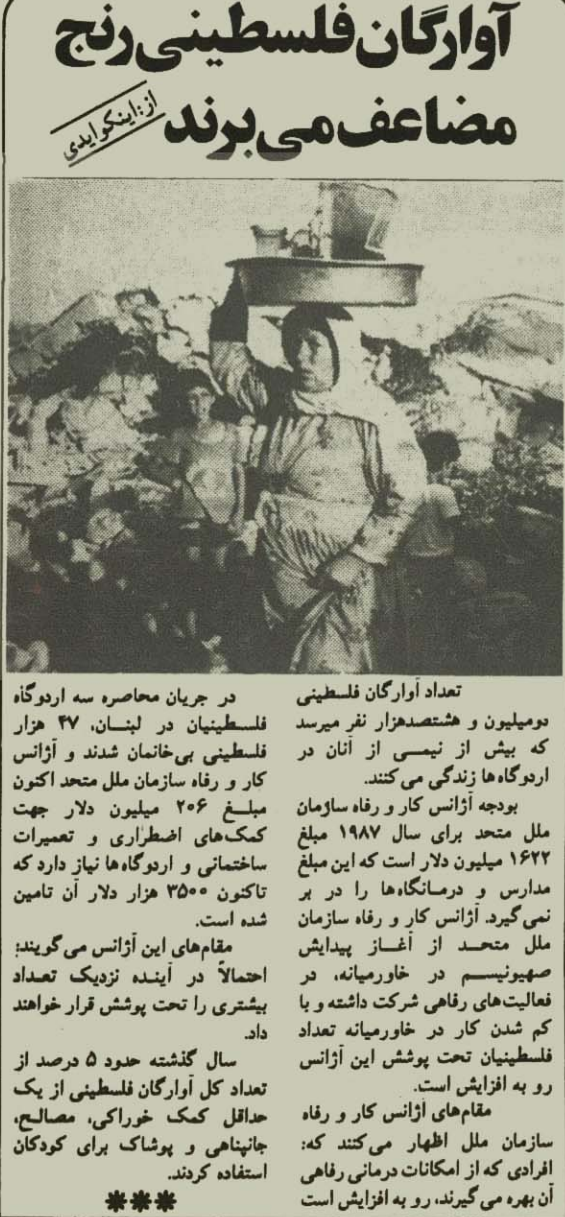 آوارگان فلسطینی رنج
مضاعف می‌برند
از: اینکو ایدی
تعداد آوارگان فلسطینی
دومیلیون و هشتصدهزار نفر میرسد
که بیش از نیمی از آنان در
اردوگاه‌ها زندگی می‌کنند.
بودجه آژانس کار و رفاه سازمان
ملل متحد برای سال ۱۹۸۷ مبلغ
۱۶۲۲ میلیون دلار است که این مبلغ
مدارس و درمانگاه‌ها را در بر
نمی‌گیرد. آژانس کار و رفاه سازمان
ملل متحد از آغاز پیدایش
صهیونیسم در خاورمیانه، در
فعالیت‌های رفاهی شرکت داشته و با
کم شدن کار در خاورمیانه تعداد
فلسطینیان تحت پوشش این آژانس
رو به افزایش است.
مقام‌های آژانس کار و رفاه
سازمان ملل اظهار می‌کنند که:
افرادی که از امکانات درمانی رفاهی
آن بهره می‌گیرند، رو به افزایش است
در جریان محاصره سه اردوگاه
فلسطینیان در لبنان، ۴۷ هزار
فلسطینی بی‌خانمان شدند و آژانس
کار و رفاه سازمان ملل متحد اکنون
مبلغ ۲۰۶ میلیون دلار جهت
کمک‌های اضطراری و تعمیرات
ساختمانی و اردوگاه‌ها نیاز دارد که
تاکنون ۳۵۰۰ هزار دلار آن تامین
شده است.
مقام‌های این آژانس می‌گویند:
احتمالاً در آینده نزدیک تعداد
بیشتری را تحت پوشش قرار خواهند
داد.
سال گذشته حدود ۵ درصد از
تعداد کل آوارگان فلسطینی از یک
حداقل کمک خوراکی، مصالح،
جانپناهی و پوشاک برای کودکان
استفاده کردند.
***